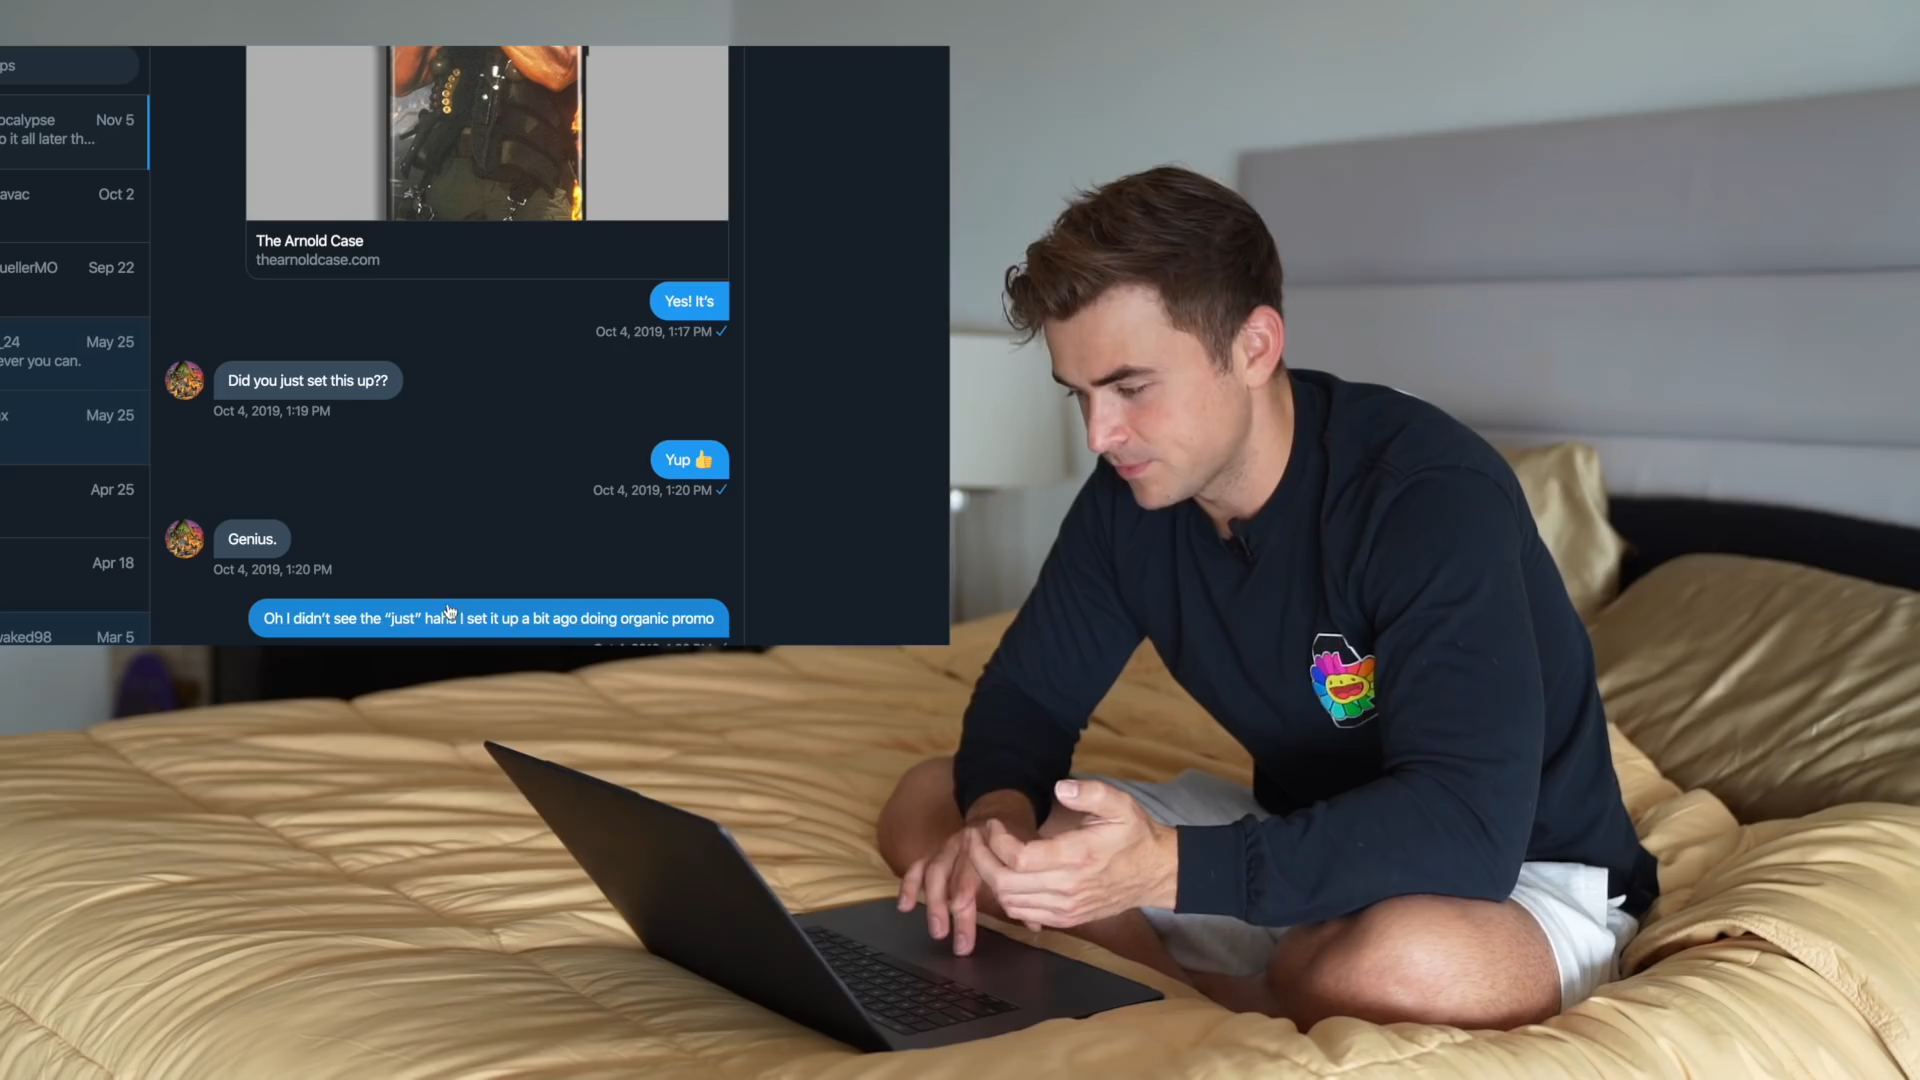 ps
ocalypse Nov 5
o it all later th...
avac Oct 2
uellerMO Sep 22
_24 May 25
ever you can.
x May 25
Apr 25
Apr 18
waked98 Mar 5
The Arnold Case
thearnoldcase.com
Yes! It's
Oct 4, 2019, 1:17 PM ✓
Did you just set this up??
Oct 4, 2019, 1:19 PM
Yup 👍
Oct 4, 2019, 1:20 PM ✓
Genius.
Oct 4, 2019, 1:20 PM
Oh I didn't see the “just” I set it up a bit ago doing organic promo